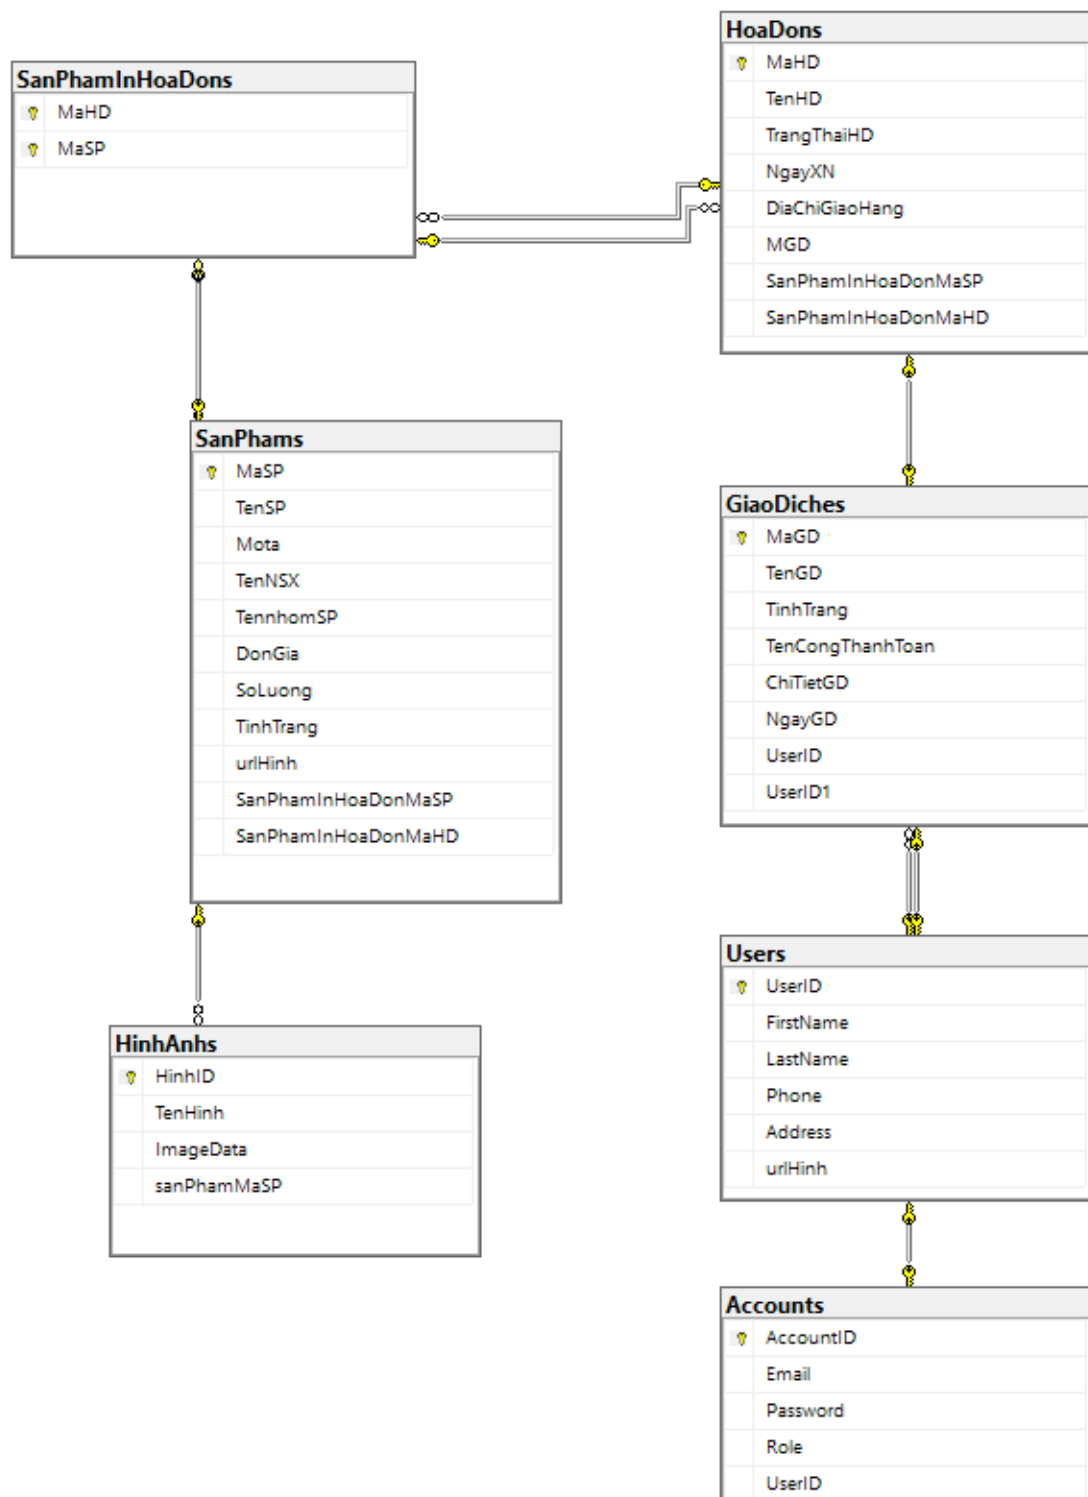 SanPhamInHoaDons
MaHD
MaSP
HoaDons
MaHD
TenHD
TrangThaiHD
NgayXN
DiaChiGiaoHang
MGD
SanPhamInHoaDonMaSP
SanPhamInHoaDonMaHD
SanPhams
MaSP
TenSP
Mota
TenNSX
TennhomSP
DonGia
SoLuong
TinhTrang
urlHinh
SanPhamInHoaDonMaSP
SanPhamInHoaDonMaHD
GiaoDiches
MaGD
TenGD
TinhTrang
TenCongThanhToan
ChiTietGD
NgayGD
UserID
UserID1
HinhAnhs
HinhID
TenHinh
ImageData
sanPhamMaSP
Users
UserID
FirstName
LastName
Phone
Address
urlHinh
Accounts
AccountID
Email
Password
Role
UserID